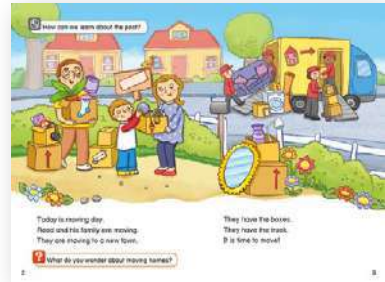 How can we learn about the past?
Today is moving day.
Reed and his family are moving.
They are moving to a new town.
They have the boxes.
They have the truck.
It is time to move!
? What do you wonder about moving homes?
2
3